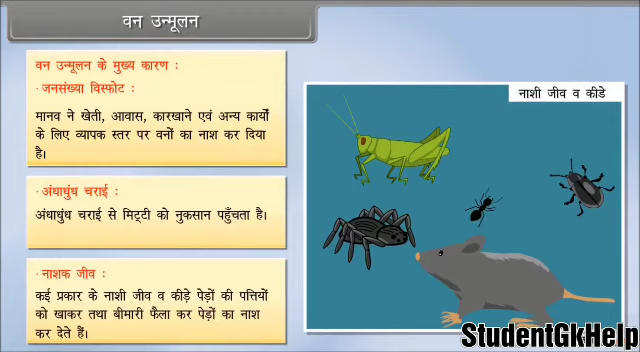 वन उन्मूलन
वन उन्मूलन के मुख्य कारण :
· जनसंख्या विस्फोट :
मानव ने खेती, आवास, कारखाने एवं अन्य कार्यों
के लिए व्यापक स्तर पर वनों का नाश कर दिया
है।
· अंधाधुंध चराई :
अंधाधुंध चराई से मिट्टी को नुकसान पहुँचता है।
· नाशक जीव :
कई प्रकार के नाशी जीव व कीड़े पेड़ों की पत्तियों
को खाकर तथा बीमारी फैला कर पेड़ों का नाश
कर देते हैं।
नाशी जीव व कीडे
StudentGkHelp